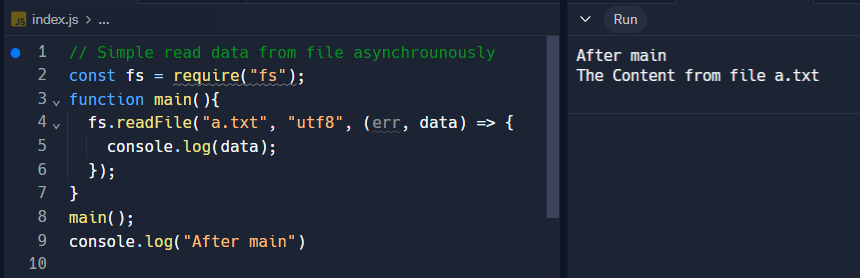 JS index.js > ...
1 // Simple read data from file asynchrounously
2 const fs = require("fs");
3 function main(){
4 fs.readFile("a.txt", "utf8", (err, data) => {
5 console.log(data);
6 });
7 }
8 main();
9 console.log("After main")
10
Run
After main
The Content from file a.txt